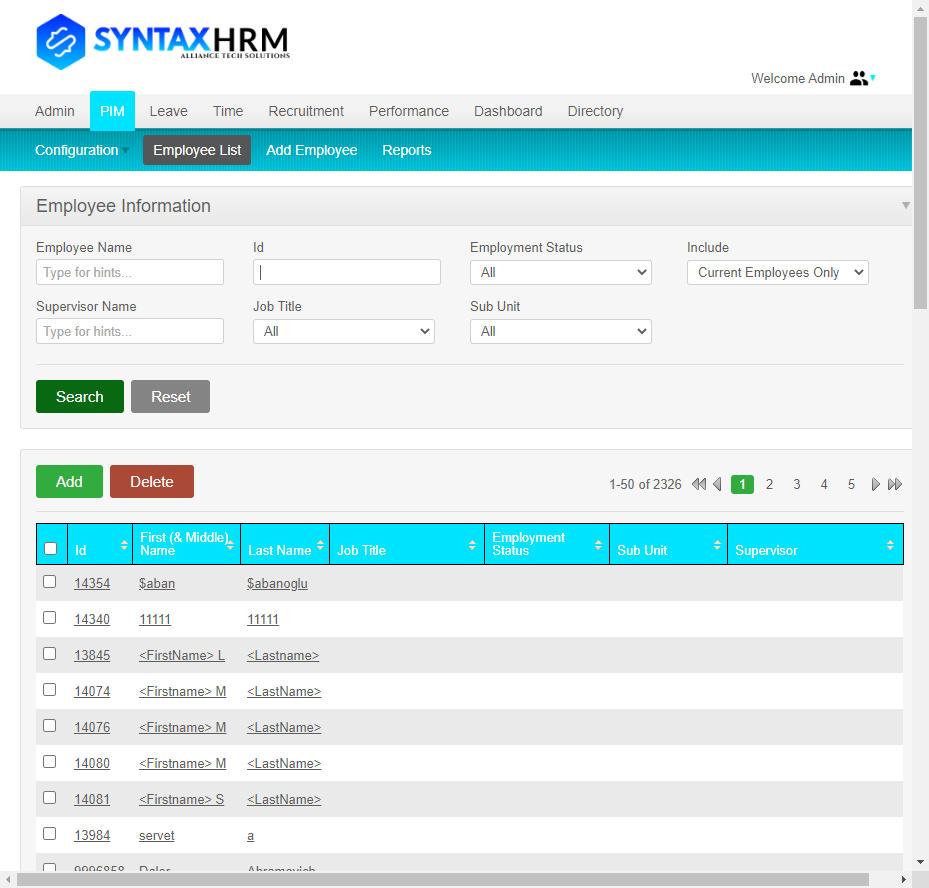 SYNTAXHRM
ALLIANCE TECH SOLUTIONS
Welcome Admin
Admin PIM Leave Time Recruitment Performance Dashboard Directory
Configuration Employee List Add Employee Reports
Employee Information
Employee Name Id Employment Status Include
Type for hints... All Current Employees Only
Supervisor Name Job Title Sub Unit
Type for hints... All All
Search Reset
Add Delete 1-50 of 2326 1 2 3 4 5
Id First (& Middle) Name Last Name Job Title Employment Status Sub Unit Supervisor
14354 $aban $abanoglu
14340 11111 11111
13845 <FirstName> L <Lastname>
14074 <Firstname> M <LastName>
14076 <Firstname> M <LastName>
14080 <Firstname> M <LastName>
14081 <Firstname> S <LastName>
13984 servet a